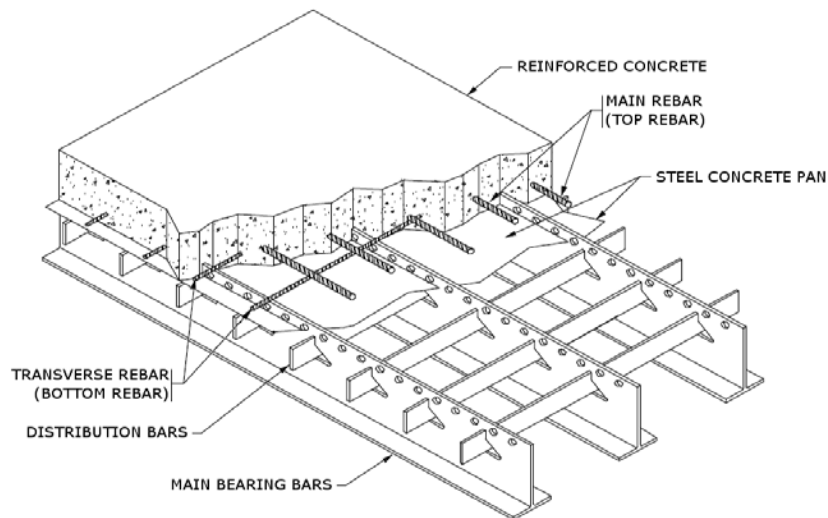 REINFORCED CONCRETE
MAIN REBAR
(TOP REBAR)
STEEL CONCRETE PAN
TRANSVERSE REBAR
(BOTTOM REBAR)
DISTRIBUTION BARS
MAIN BEARING BARS